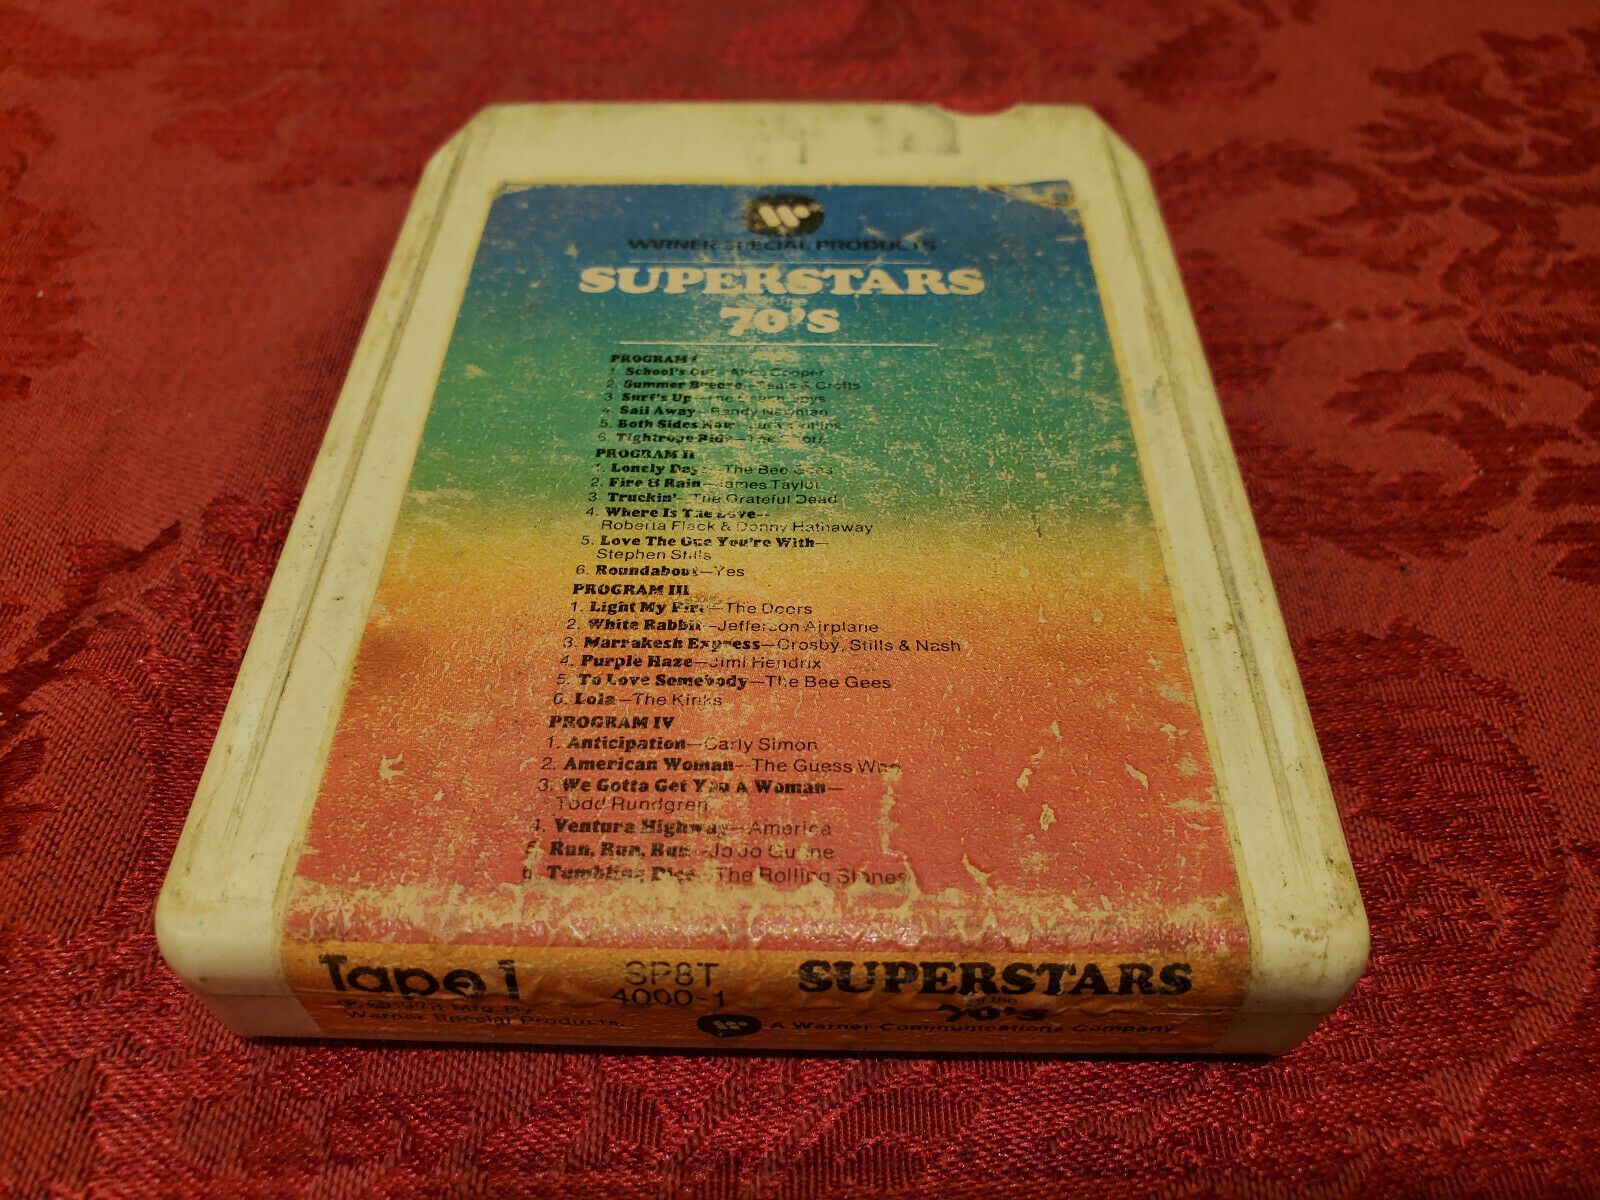 WARNER SPECIAL PRODUCTS
SUPERSTARS
of the
70'S
PROGRAM I
1. School's Out—Alice Cooper
2. Summer Breeze—Seals & Crofts
3. Surf's Up—The Beach Boys
4. Sail Away—Randy Newman
5. Both Sides Now—Judy Collins
6. Tightrope Ride—The Doors
PROGRAM II
1. Lonely Days—The Bee Gees
2. Fire & Rain—James Taylor
3. Truckin'—The Grateful Dead
4. Where Is The Love—
Roberta Flack & Donny Hathaway
5. Love The One You're With—
Stephen Stills
6. Roundabout—Yes
PROGRAM III
1. Light My Fire—The Doors
2. White Rabbit—Jefferson Airplane
3. Marrakesh Express—Crosby, Stills & Nash
4. Purple Haze—Jimi Hendrix
5. To Love Somebody—The Bee Gees
6. Lola—The Kinks
PROGRAM IV
1. Anticipation—Carly Simon
2. American Woman—The Guess Who
3. We Gotta Get You A Woman—
Todd Rundgren
4. Ventura Highway—America
5. Run, Run, Run—Jo Jo Gunne
6. Tumbling Dice—The Rolling Stones
Tape 1
SP8T
4000-1
SUPERSTARS
of the
70'S
Mfg By
Warner Special Products.
A Warner Communications Company